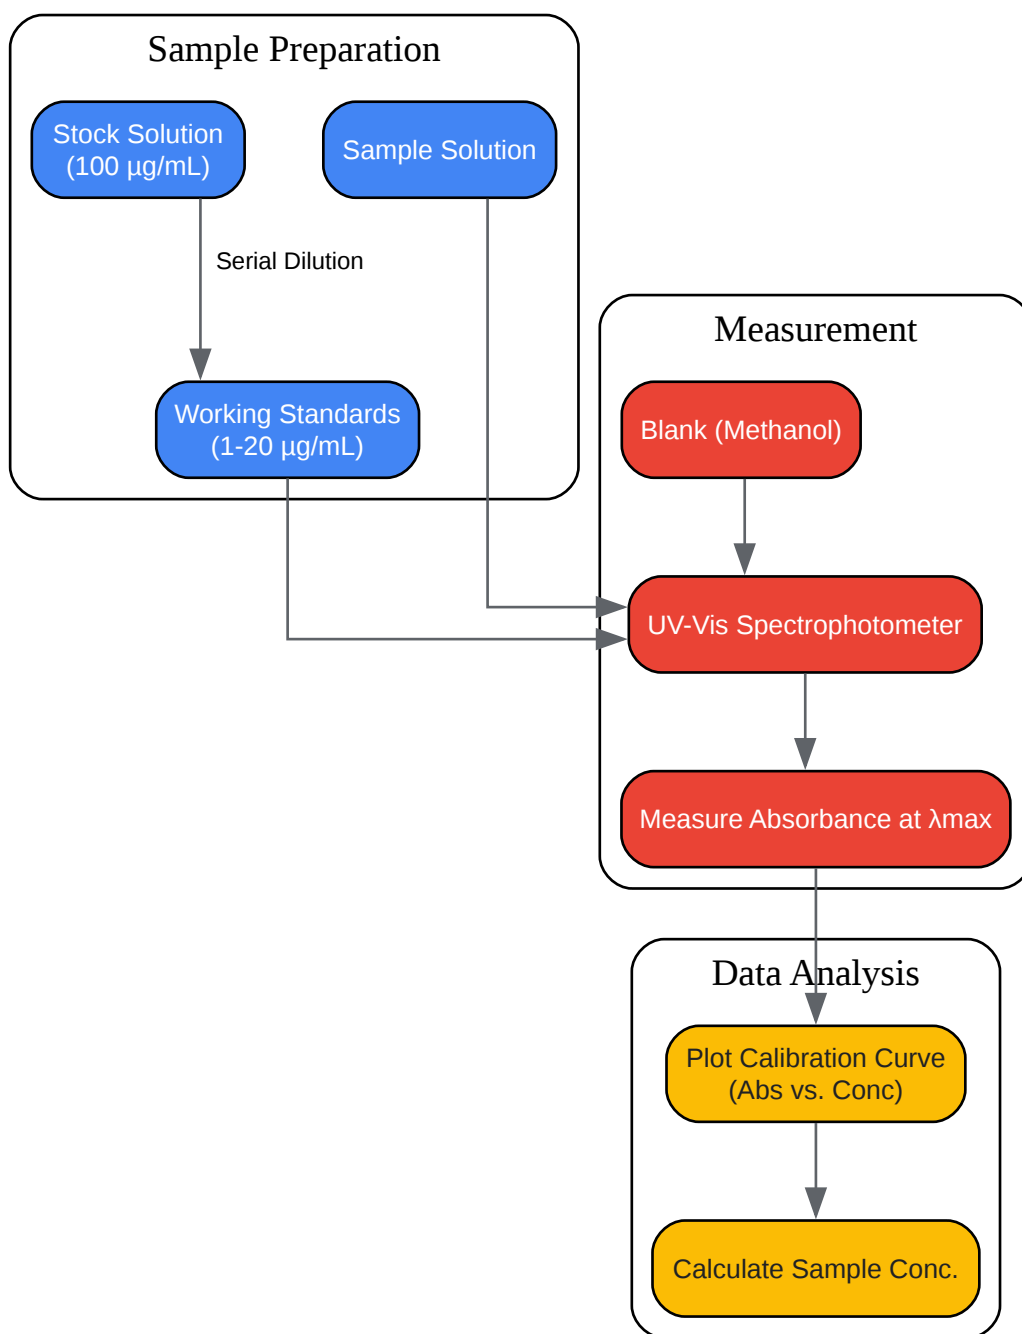 Sample Preparation
Stock Solution
(100 µg/mL)
Sample Solution
Serial Dilution
Working Standards
(1-20 µg/mL)
Measurement
Blank (Methanol)
UV-Vis Spectrophotometer
Measure Absorbance at λmax
Data Analysis
Plot Calibration Curve
(Abs vs. Conc)
Calculate Sample Conc.